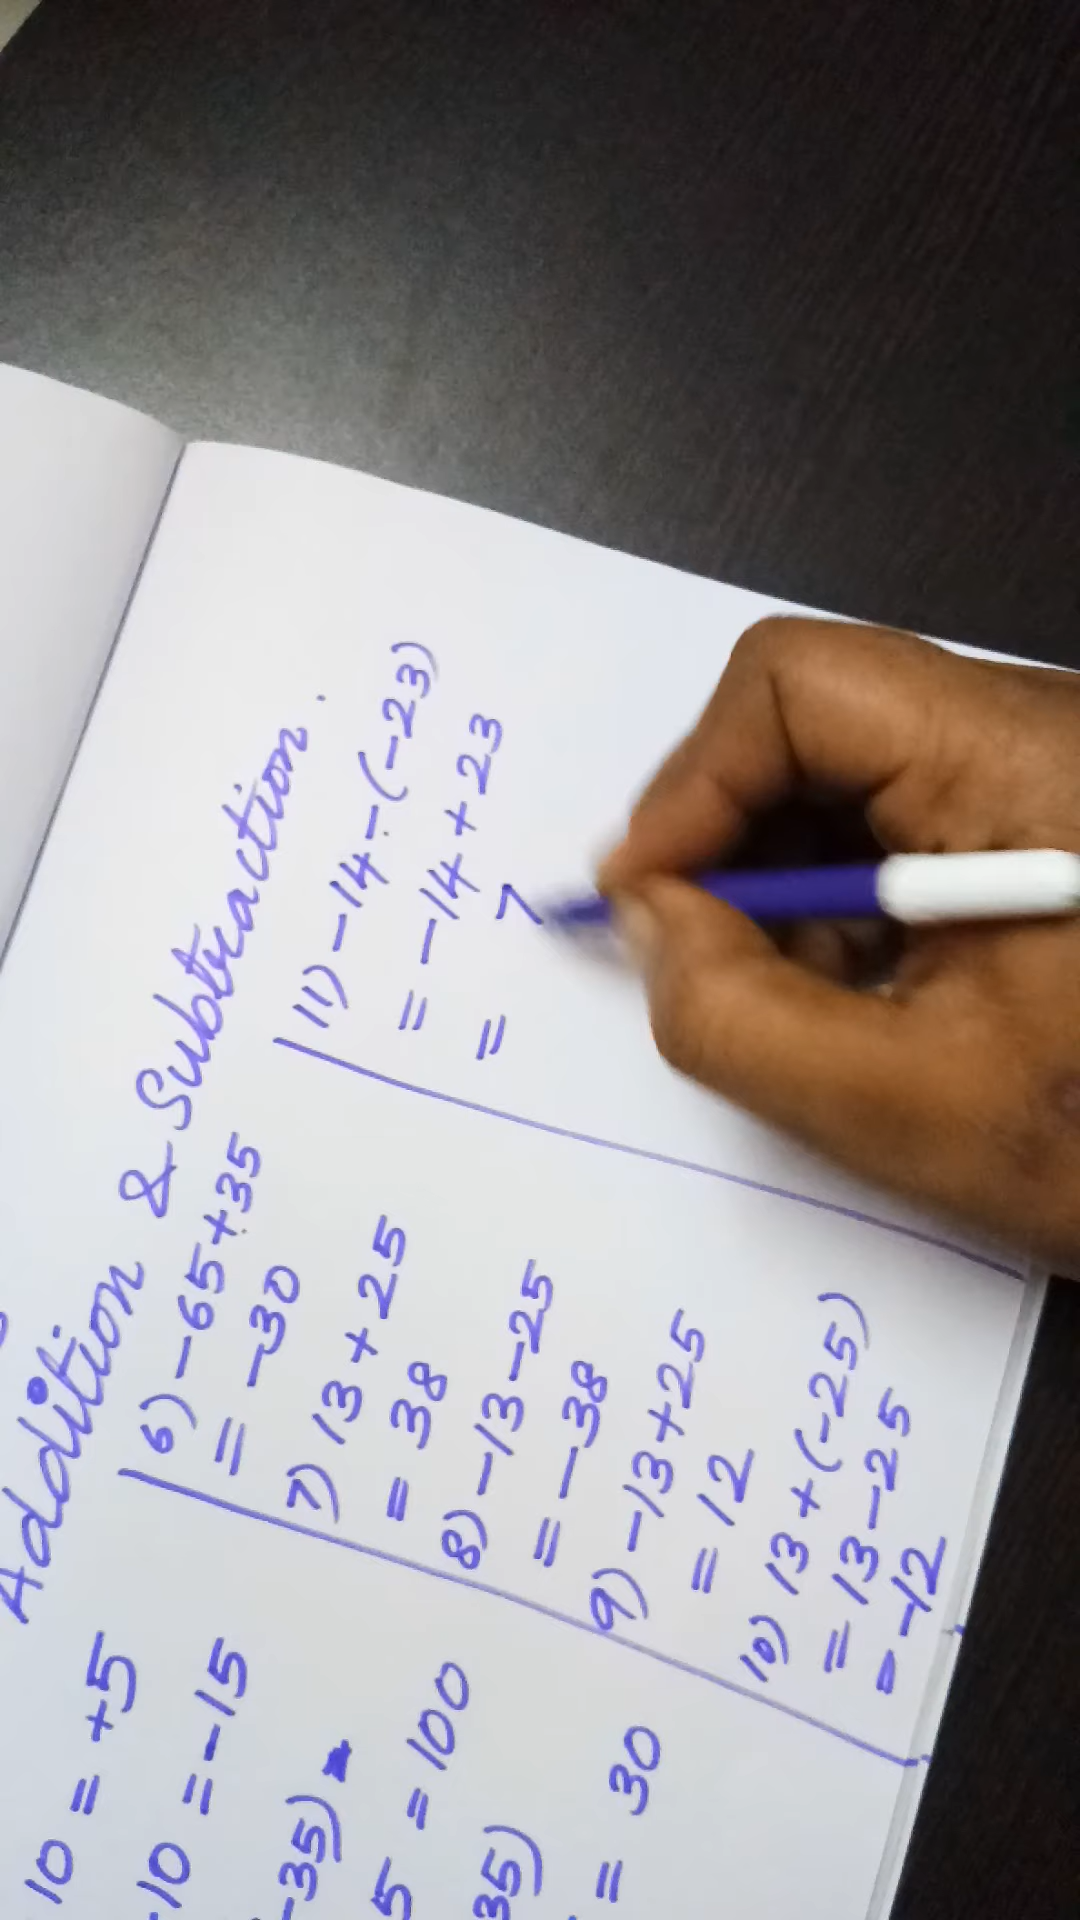 Addition & Subtraction.
10 = +5
10 = -15
-35)
5 = 100
35)
= 30
6) -65+35
= -30
7) 13 + 25
= 38
8) -13-25
= -38
9) -13+25
= 12
10) 13 + (-25)
= 13-25
= -12
11) -14-(-23)
= -14+23
=